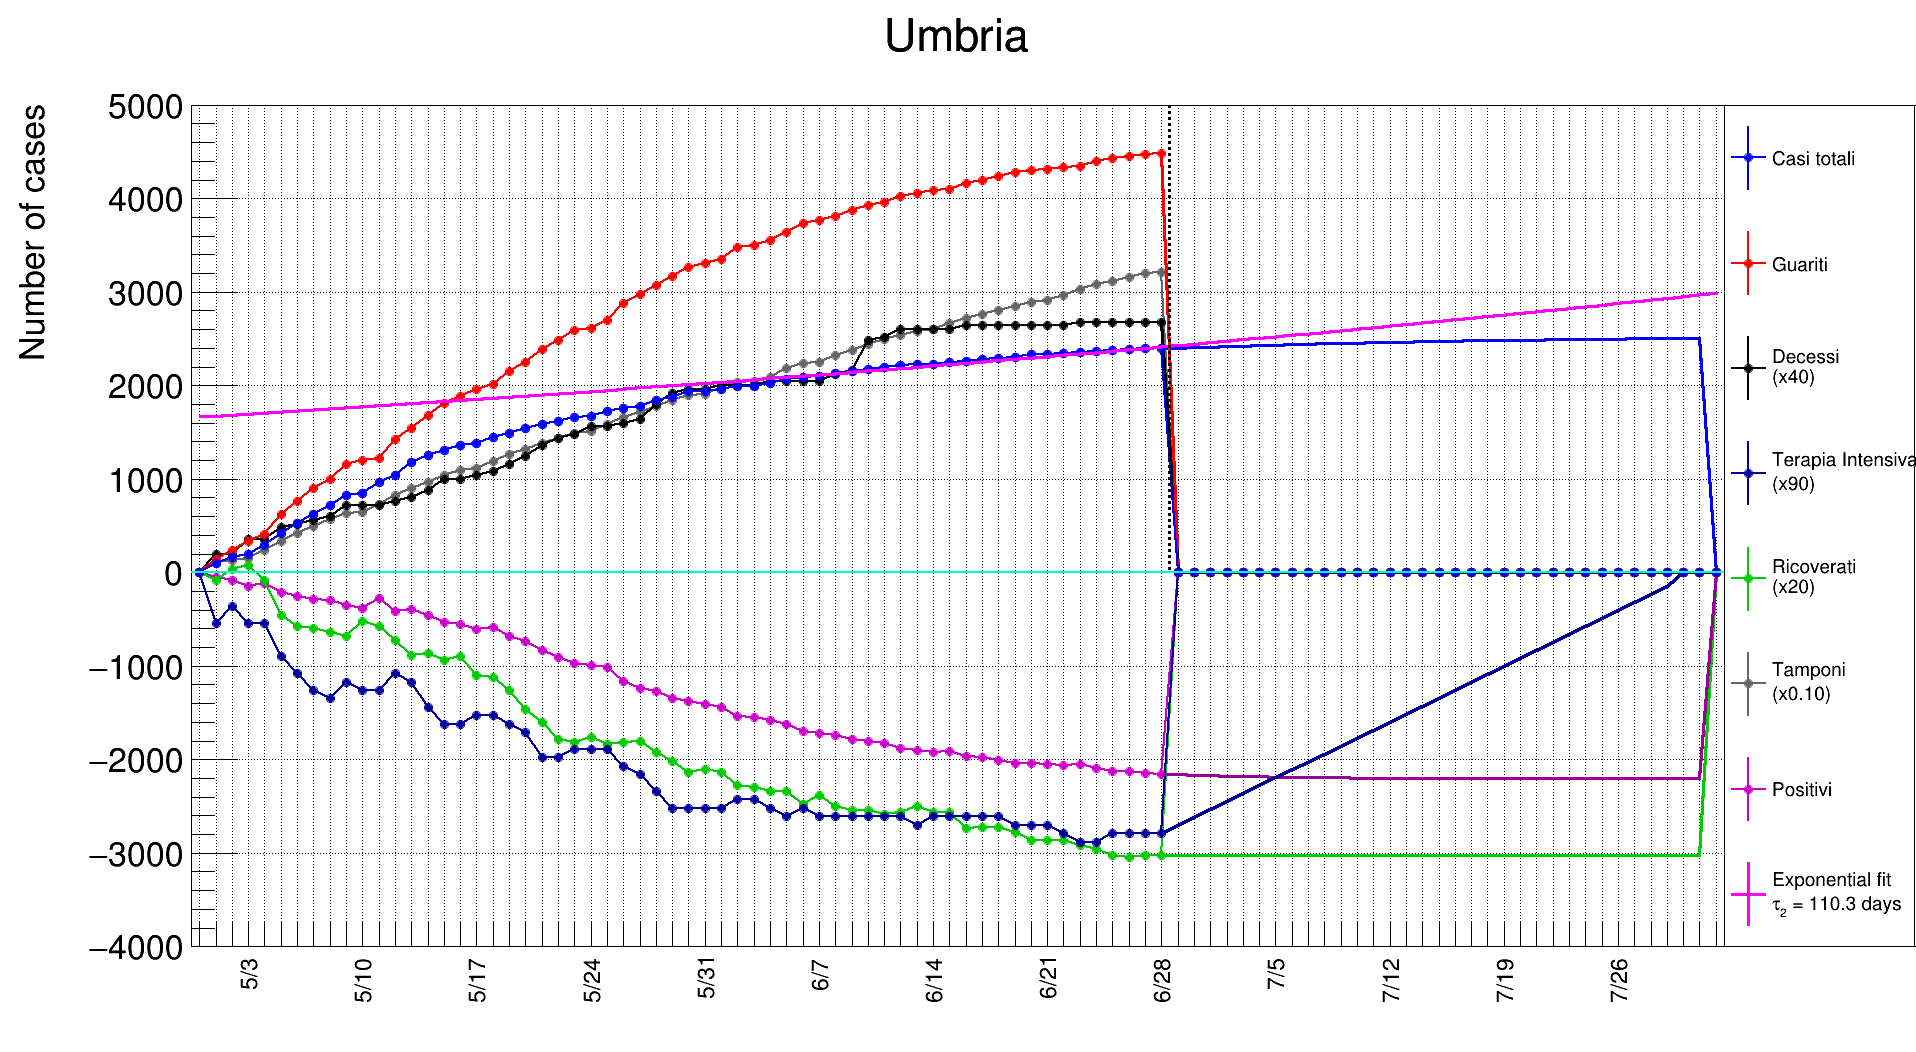 Umbria
Number of cases
5000
4000
3000
2000
1000
0
−1000
−2000
−3000
−4000
5/3
5/10
5/17
5/24
5/31
6/7
6/14
6/21
6/28
7/5
7/12
7/19
7/26
Casi totali
Guariti
Decessi
(x40)
Terapia Intensiva
(x90)
Ricoverati
(x20)
Tamponi
(x0.10)
Positivi
Exponential fit
τ2 = 110.3 days